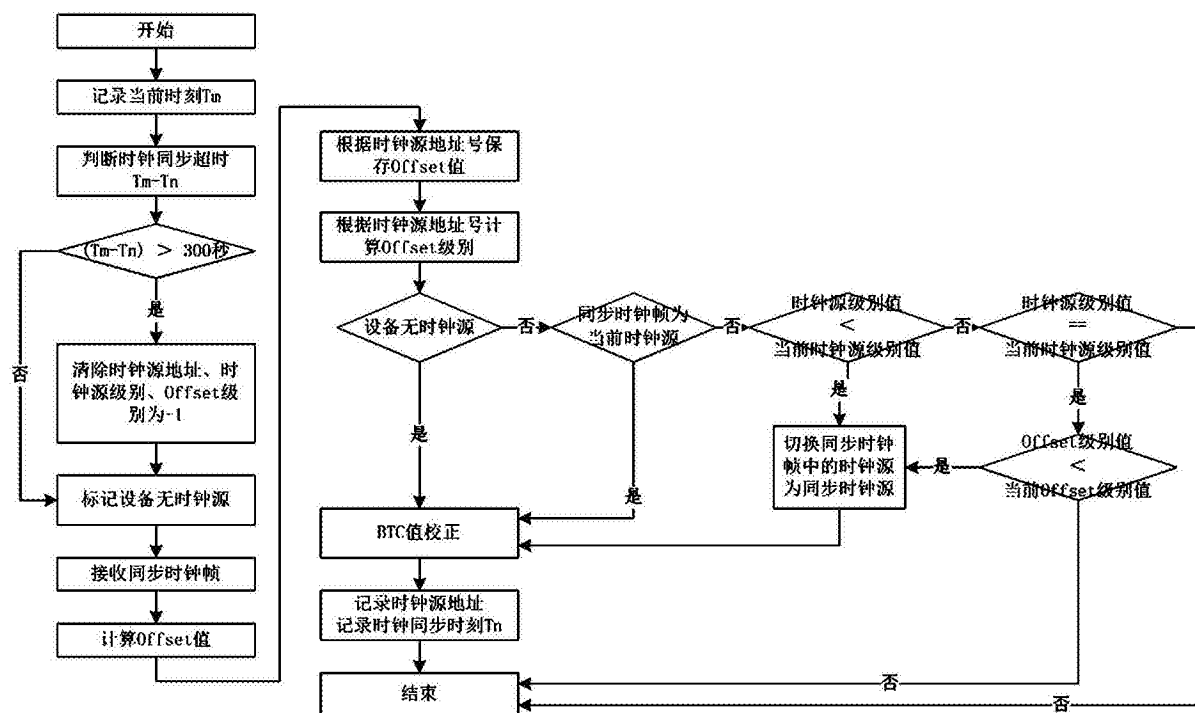 开始
记录当前时刻Tm
判断时钟同步超时
Tm-Tn
(Tm-Tn) > 300秒
是
否
清除时钟源地址、时
钟源级别、Offset级
别为-1
标记设备无时钟源
接收同步时钟帧
计算Offset值
根据时钟源地址号保
存Offset值
根据时钟源地址号计
算Offset级别
设备无时钟源
否
同步时钟帧为
当前时钟源
否
时钟源级别值
<
当前时钟源级别值
否
时钟源级别值
==
当前时钟源级别值
是
是
是
是
切换同步时钟
帧中的时钟源
为同步时钟源
是
Offset级别值
<
当前Offset级别值
BTC值校正
记录时钟源地址
记录时钟同步时刻Tn
结束
否
否